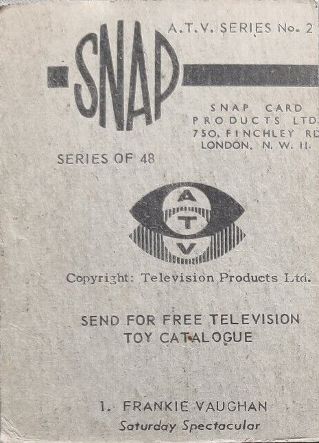 A.T.V. SERIES No. 2
SNAP
SNAP CARD
PRODUCTS LTD
750, FINCHLEY RD
LONDON, N. W. 11.
SERIES OF 48
ATV
Copyright: Television Products Ltd.
SEND FOR FREE TELEVISION
TOY CATALOGUE
1. FRANKIE VAUGHAN
Saturday Spectacular